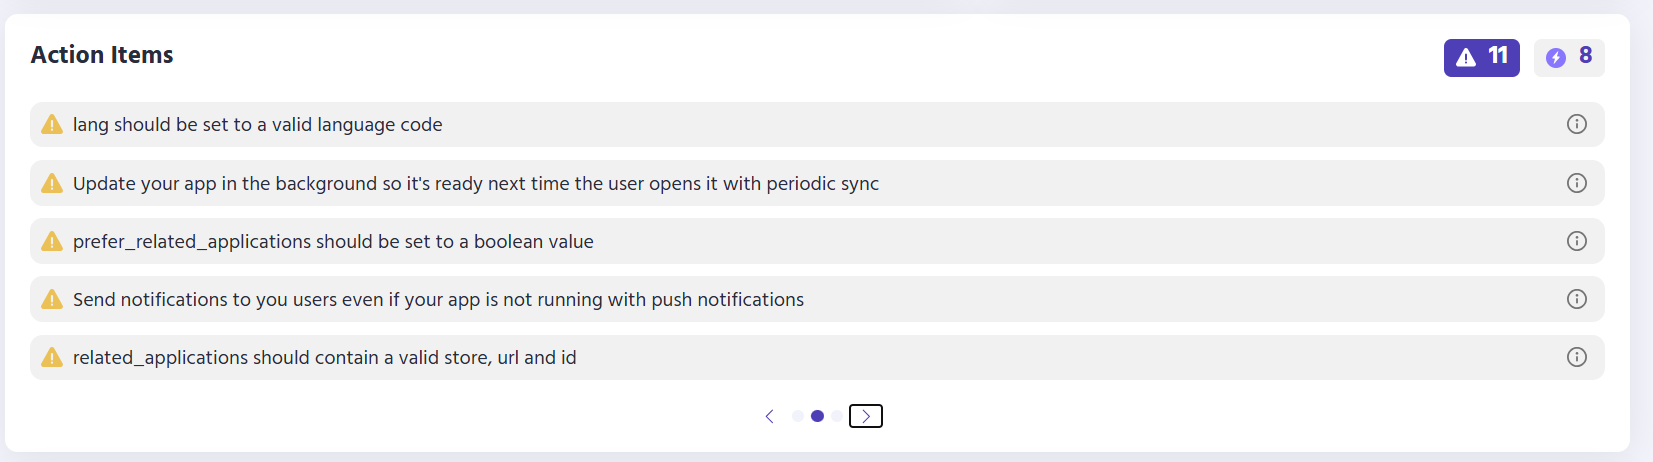 Action Items
11
8
lang should be set to a valid language code
Update your app in the background so it's ready next time the user opens it with periodic sync
prefer_related_applications should be set to a boolean value
Send notifications to you users even if your app is not running with push notifications
related_applications should contain a valid store, url and id